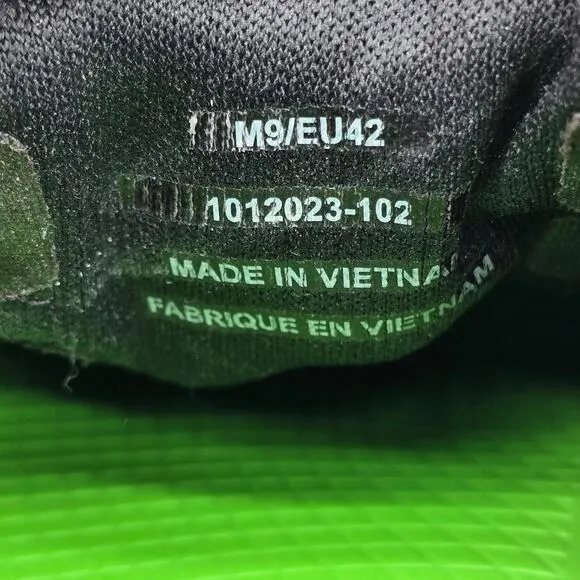 M9/EU42
1012023-102
MADE IN VIETNAM
FABRIQUE EN VIETNAM